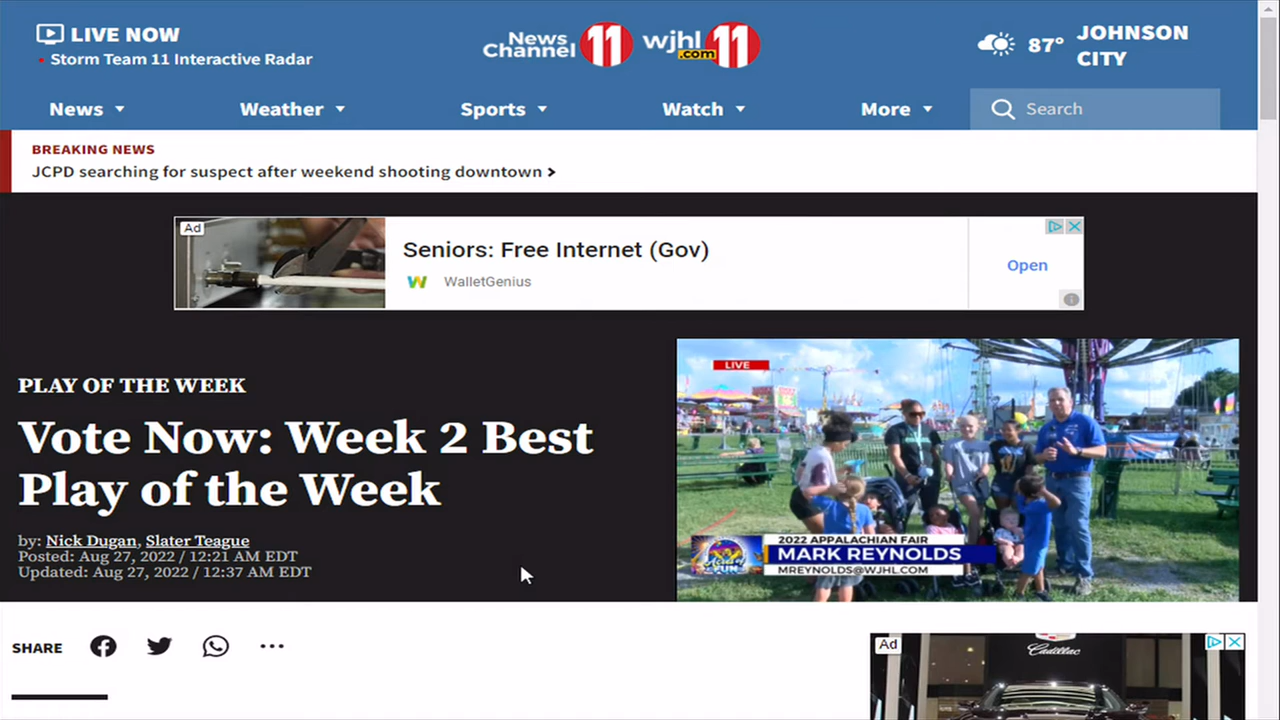 LIVE NOW
• Storm Team 11 Interactive Radar
News
Channel 11
wjhl
.com 11
87° JOHNSON
CITY
News
Weather
Sports
Watch
More
Search
BREAKING NEWS
JCPD searching for suspect after weekend shooting downtown >
Ad
Seniors: Free Internet (Gov)
W WalletGenius
Open
PLAY OF THE WEEK
Vote Now: Week 2 Best
Play of the Week
by: Nick Dugan, Slater Teague
Posted: Aug 27, 2022 / 12:21 AM EDT
Updated: Aug 27, 2022 / 12:37 AM EDT
LIVE
2022 APPALACHIAN FAIR
MARK REYNOLDS
MREYNOLDS@WJHL.COM
SHARE
Ad
Cadillac